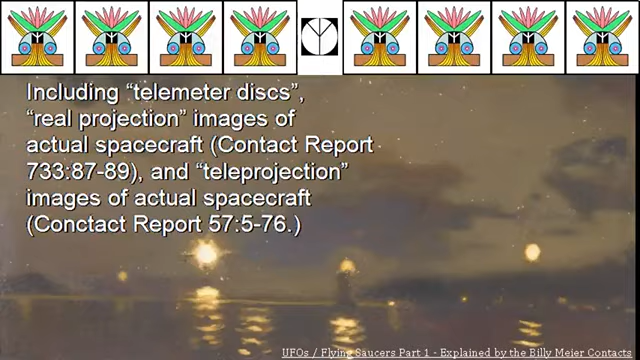 Including “telemeter discs”,
“real projection” images of
actual spacecraft (Contact Report
733:87-89), and “teleprojection”
images of actual spacecraft
(Conctact Report 57:5-76.)
UFOs / Flying Saucers Part 1 - Explained by the Billy Meier Contacts